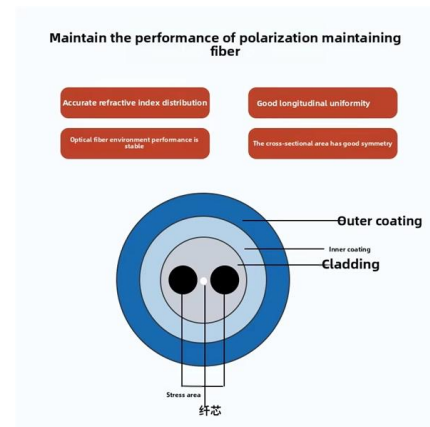 Maintain the performance of polarization maintaining
fiber
Accurate refractive index distribution
Good longitudinal uniformity
Optical fiber environment performance is
stable
The cross-sectional area has good symmetry
Outer coating
Inner coating
Cladding
Stress area
纤芯